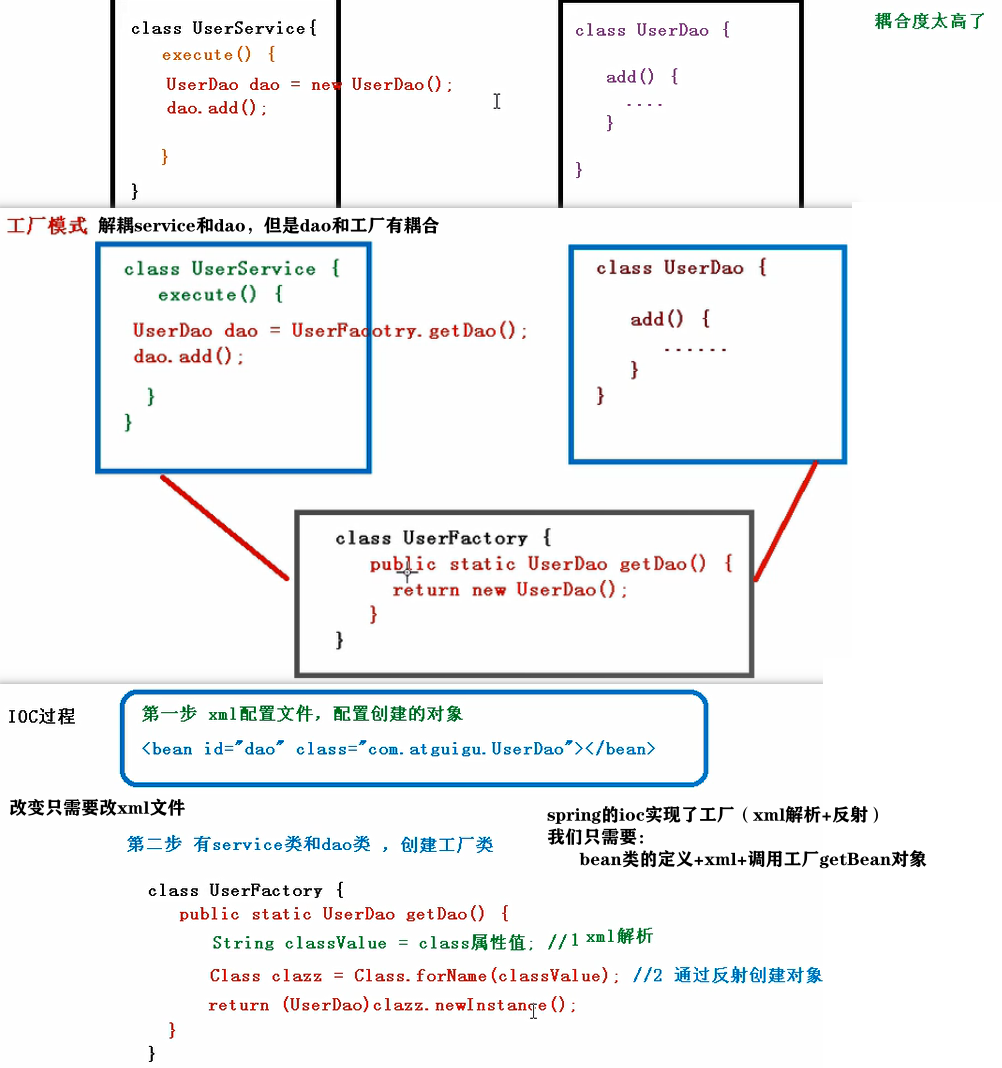 class UserService{
execute() {
UserDao dao = new UserDao();
dao.add();
}
}
class UserDao {
add() {
....
}
}
耦合度太高了
工厂模式 解耦service和dao，但是dao和工厂有耦合
class UserService {
execute() {
UserDao dao = UserFacotry.getDao();
dao.add();
}
}
class UserDao {
add() {
......
}
}
class UserFactory {
public static UserDao getDao() {
return new UserDao();
}
}
IOC过程
第一步 xml配置文件，配置创建的对象
<bean id="dao" class="com.atguigu.UserDao"></bean>
改变只需要改xml文件
spring的ioc实现了工厂（xml解析+反射）
我们只需要：
bean类的定义+xml+调用工厂getBean对象
第二步 有service类和dao类 ，创建工厂类
class UserFactory {
public static UserDao getDao() {
String classValue = class属性值; //1 xml解析
Class clazz = Class.forName(classValue); //2 通过反射创建对象
return (UserDao)clazz.newInstance();
}
}